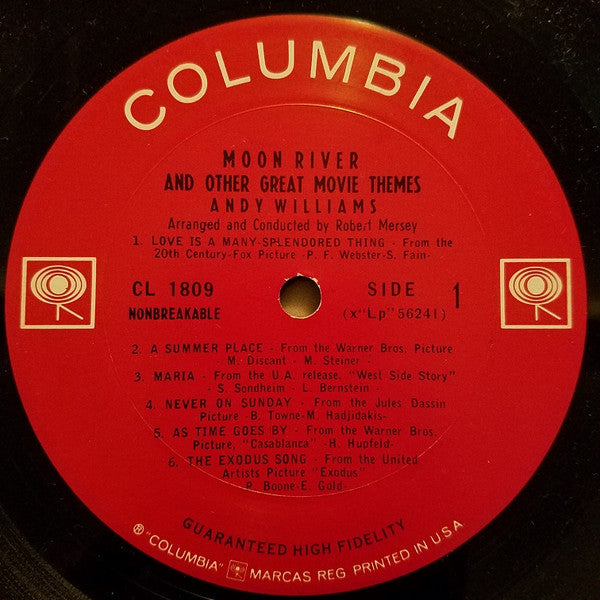 COLUMBIA
MOON RIVER
AND OTHER GREAT MOVIE THEMES
ANDY WILLIAMS
Arranged and Conducted by Robert Mersey
1. LOVE IS A MANY-SPLENDORED THING - From the
20th Century-Fox Picture - P. F. Webster-S. Fain-
CL 1809
NONBREAKABLE
SIDE 1
(x"Lp"56241)
2. A SUMMER PLACE - From the Warner Bros. Picture
M. Discant - M. Steiner -
3. MARIA - From the U.A. release, "West Side Story"
- S. Sondheim - L. Bernstein -
4. NEVER ON SUNDAY - From the Jules Dassin
Picture - B. Towne-M. Hadjidakis-
5. AS TIME GOES BY - From the Warner Bros.
Picture, "Casablanca" -H. Hupfeld-
6. THE EXODUS SONG - From the United
Artists Picture "Exodus"
P. Boone-E. Gold-
GUARANTEED HIGH FIDELITY
® "COLUMBIA" MARCAS REG. PRINTED IN U.S.A.